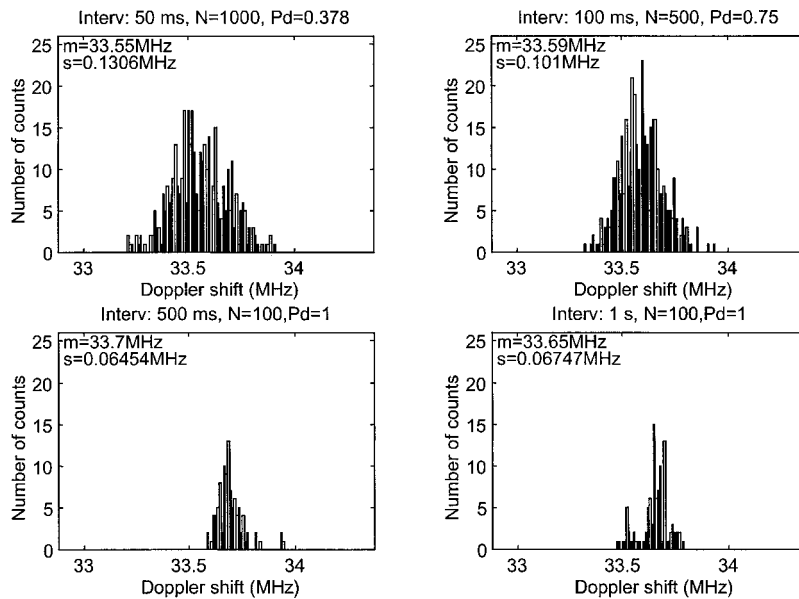 Interv: 50 ms, N=1000, Pd=0.378
m=33.55MHz
s=0.1306MHz
25
20
15
10
5
0
Number of counts
33
33.5
34
Doppler shift (MHz)
Interv: 100 ms, N=500, Pd=0.75
m=33.59MHz
s=0.101MHz
25
20
15
10
5
0
Number of counts
33
33.5
34
Doppler shift (MHz)
Interv: 500 ms, N=100,Pd=1
m=33.7MHz
s=0.06454MHz
25
20
15
10
5
0
Number of counts
33
33.5
34
Doppler shift (MHz)
Interv: 1 s, N=100,Pd=1
m=33.65MHz
s=0.06747MHz
25
20
15
10
5
0
Number of counts
33
33.5
34
Doppler shift (MHz)